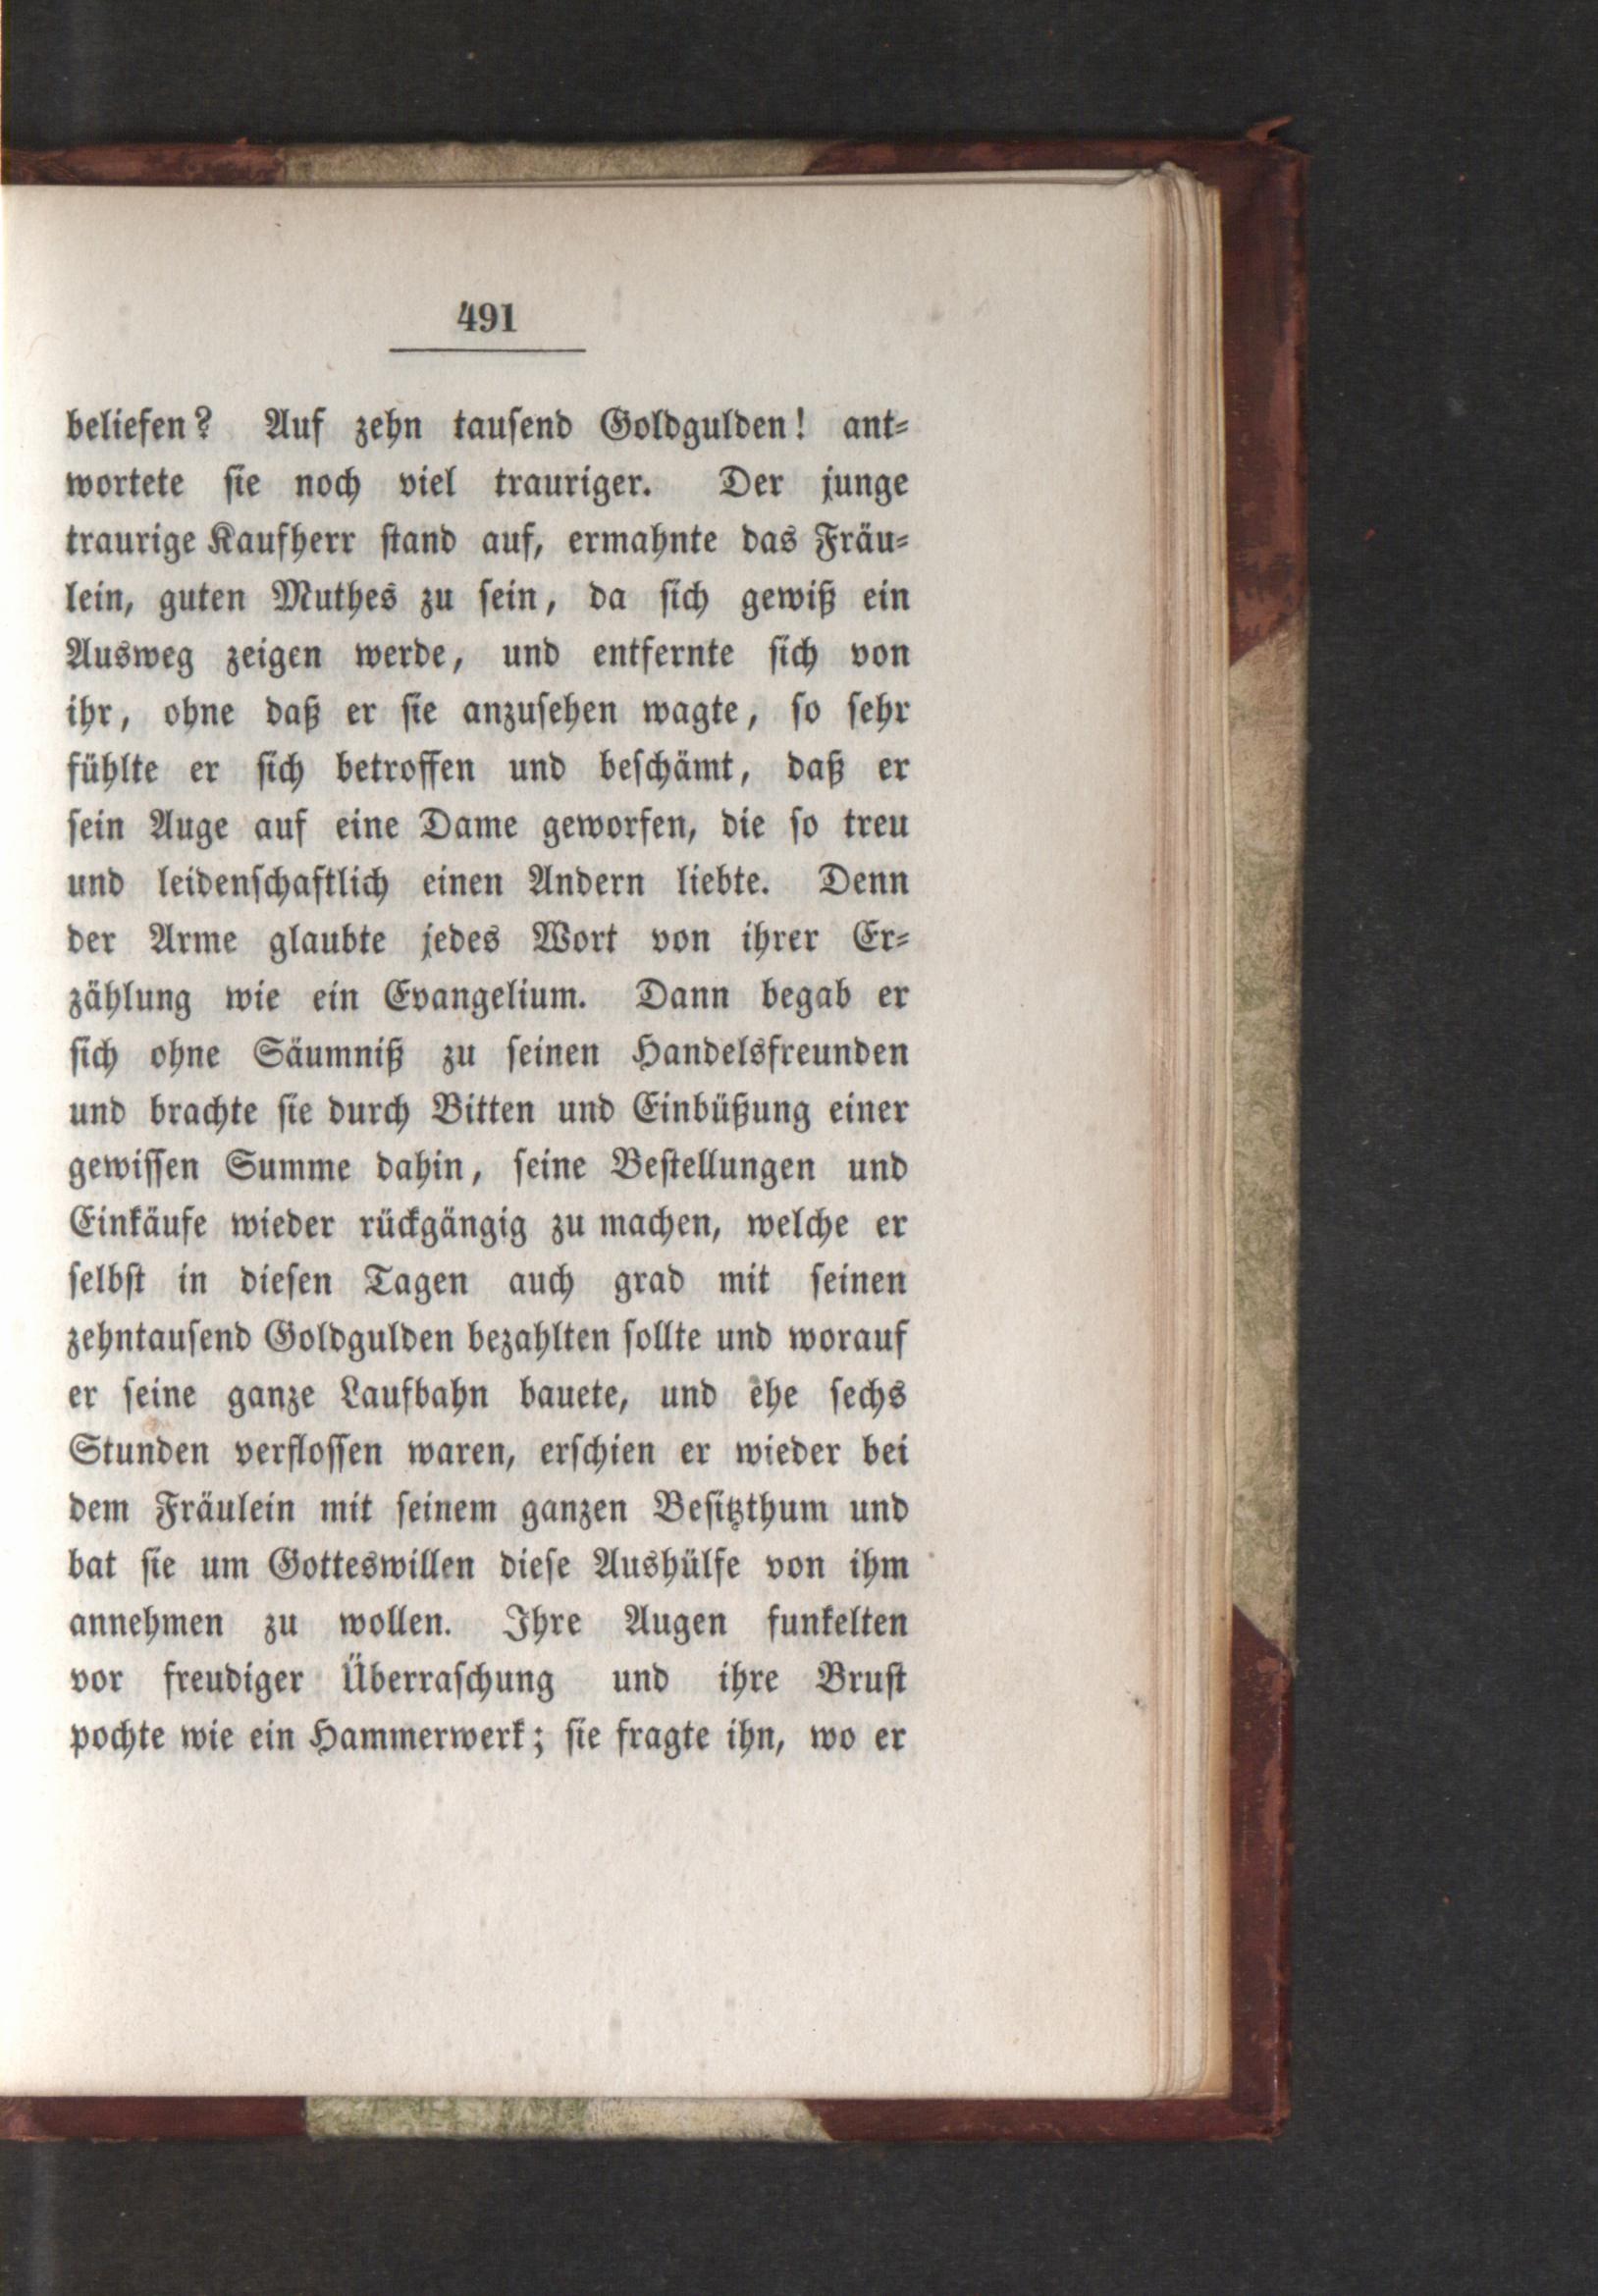 491
beliefen? Auf zehn tausend Goldgulden! ant-
wortete sie noch viel trauriger. Der junge
traurige Kaufherr stand auf, ermahnte das Fräu-
lein, guten Muthes zu sein, da sich gewiß ein
Ausweg zeigen werde, und entfernte sich von
ihr, ohne daß er sie anzusehen wagte, so sehr
fühlte er sich betroffen und beschämt, daß er
sein Auge auf eine Dame geworfen, die so treu
und leidenschaftlich einen Andern liebte. Denn
der Arme glaubte jedes Wort von ihrer Er-
zählung wie ein Evangelium. Dann begab er
sich ohne Säumniß zu seinen Handelsfreunden
und brachte sie durch Bitten und Einbüßung einer
gewissen Summe dahin, seine Bestellungen und
Einkäufe wieder rückgängig zu machen, welche er
selbst in diesen Tagen auch grad mit seinen
zehntausend Goldgulden bezahlten sollte und worauf
er seine ganze Laufbahn bauete, und ehe sechs
Stunden verflossen waren, erschien er wieder bei
dem Fräulein mit seinem ganzen Besitzthum und
bat sie um Gotteswillen diese Aushülfe von ihm
annehmen zu wollen. Ihre Augen funkelten
vor freudiger Überraschung und ihre Brust
pochte wie ein Hammerwerk; sie fragte ihn, wo er